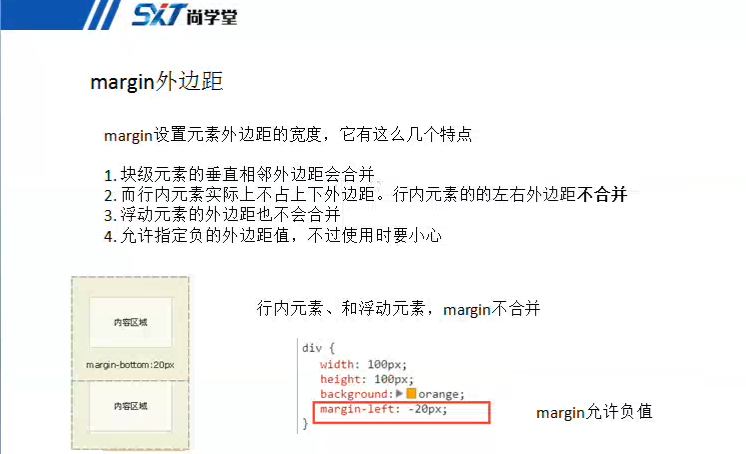 SXT尚学堂
margin外边距
margin设置元素外边距的宽度，它有这么几个特点
1. 块级元素的垂直相邻外边距会合并
2. 而行内元素实际上不占上下外边距。行内元素的的左右外边距不合并
3. 浮动元素的外边距也不会合并
4. 允许指定负的外边距值，不过使用时要小心
内容区域
margin-bottom:20px
内容区域
行内元素、和浮动元素，margin不合并
div {
width: 100px;
height: 100px;
background: orange;
margin-left: -20px;
}
margin允许负值